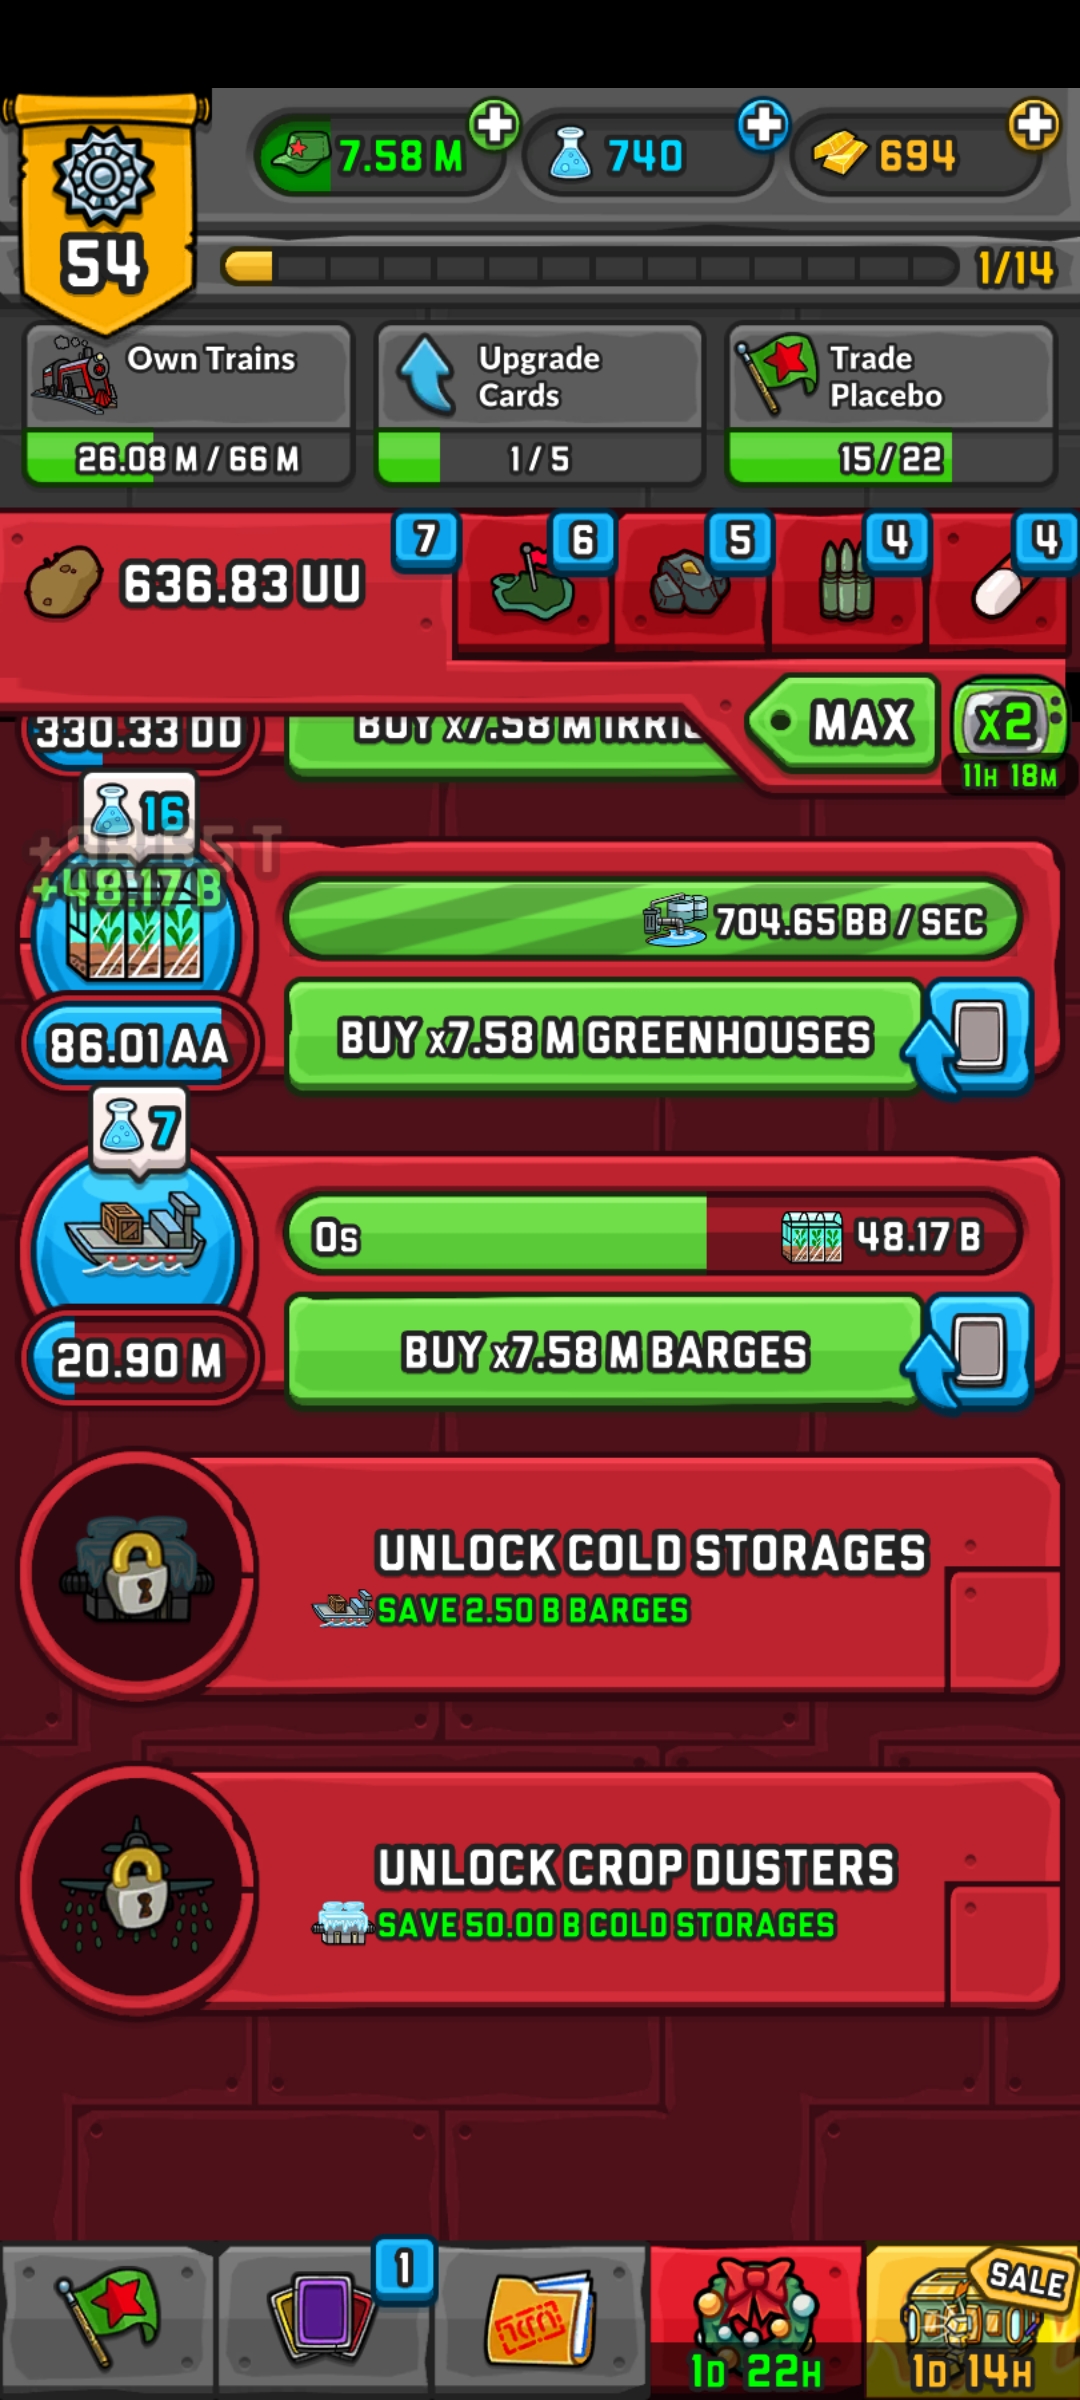 7.58 M
740
694
54
1/14
Own Trains
Upgrade
Cards
Trade
Placebo
26.08 M / 66 M
1 / 5
15 / 22
636.83 UU
7
6
5
4
4
330.33 DD
BUY x7.58 M
MAX
x2
11H 18M
16
+48.17 B
704.65 BB / SEC
86.01 AA
BUY x7.58 M GREENHOUSES
7
0s
48.17 B
20.90 M
BUY x7.58 M BARGES
UNLOCK COLD STORAGES
SAVE 2.50 B BARGES
UNLOCK CROP DUSTERS
SAVE 50.00 B COLD STORAGES
1
SALE
1D 22H
1D 14H